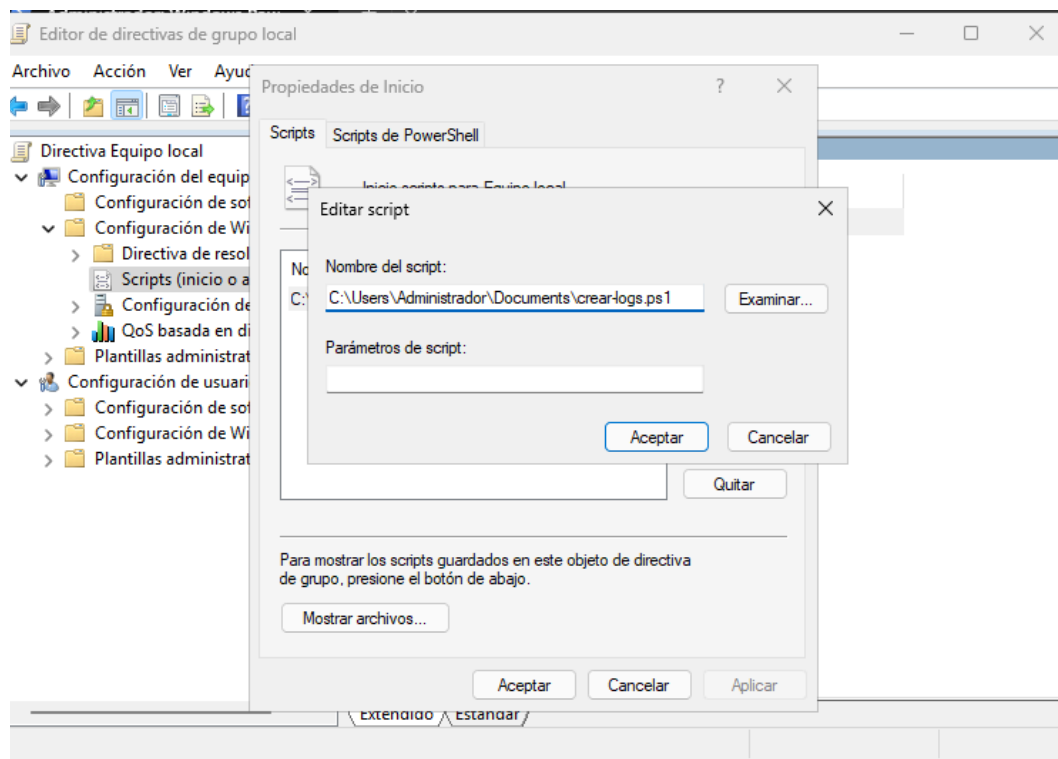 Editor de directivas de grupo local
Archivo Acción Ver Ayuc
Propiedades de Inicio
Scripts Scripts de PowerShell
Directiva Equipo local
Configuración del equip
Configuración de sof
Configuración de Wi
Directiva de resol
Scripts (inicio o a
Configuración de
QoS basada en di
Plantillas administrat
Configuración de usuari
Configuración de sof
Configuración de Wi
Plantillas administrat
Inicio scripts para Equipo local
No
C:\
Editar script
Nombre del script:
C:\Users\Administrador\Documents\crear-logs.ps1
Examinar...
Parámetros de script:
Aceptar Cancelar
Quitar
Para mostrar los scripts guardados en este objeto de directiva
de grupo, presione el botón de abajo.
Mostrar archivos...
Aceptar Cancelar Aplicar
Extendido Estándar